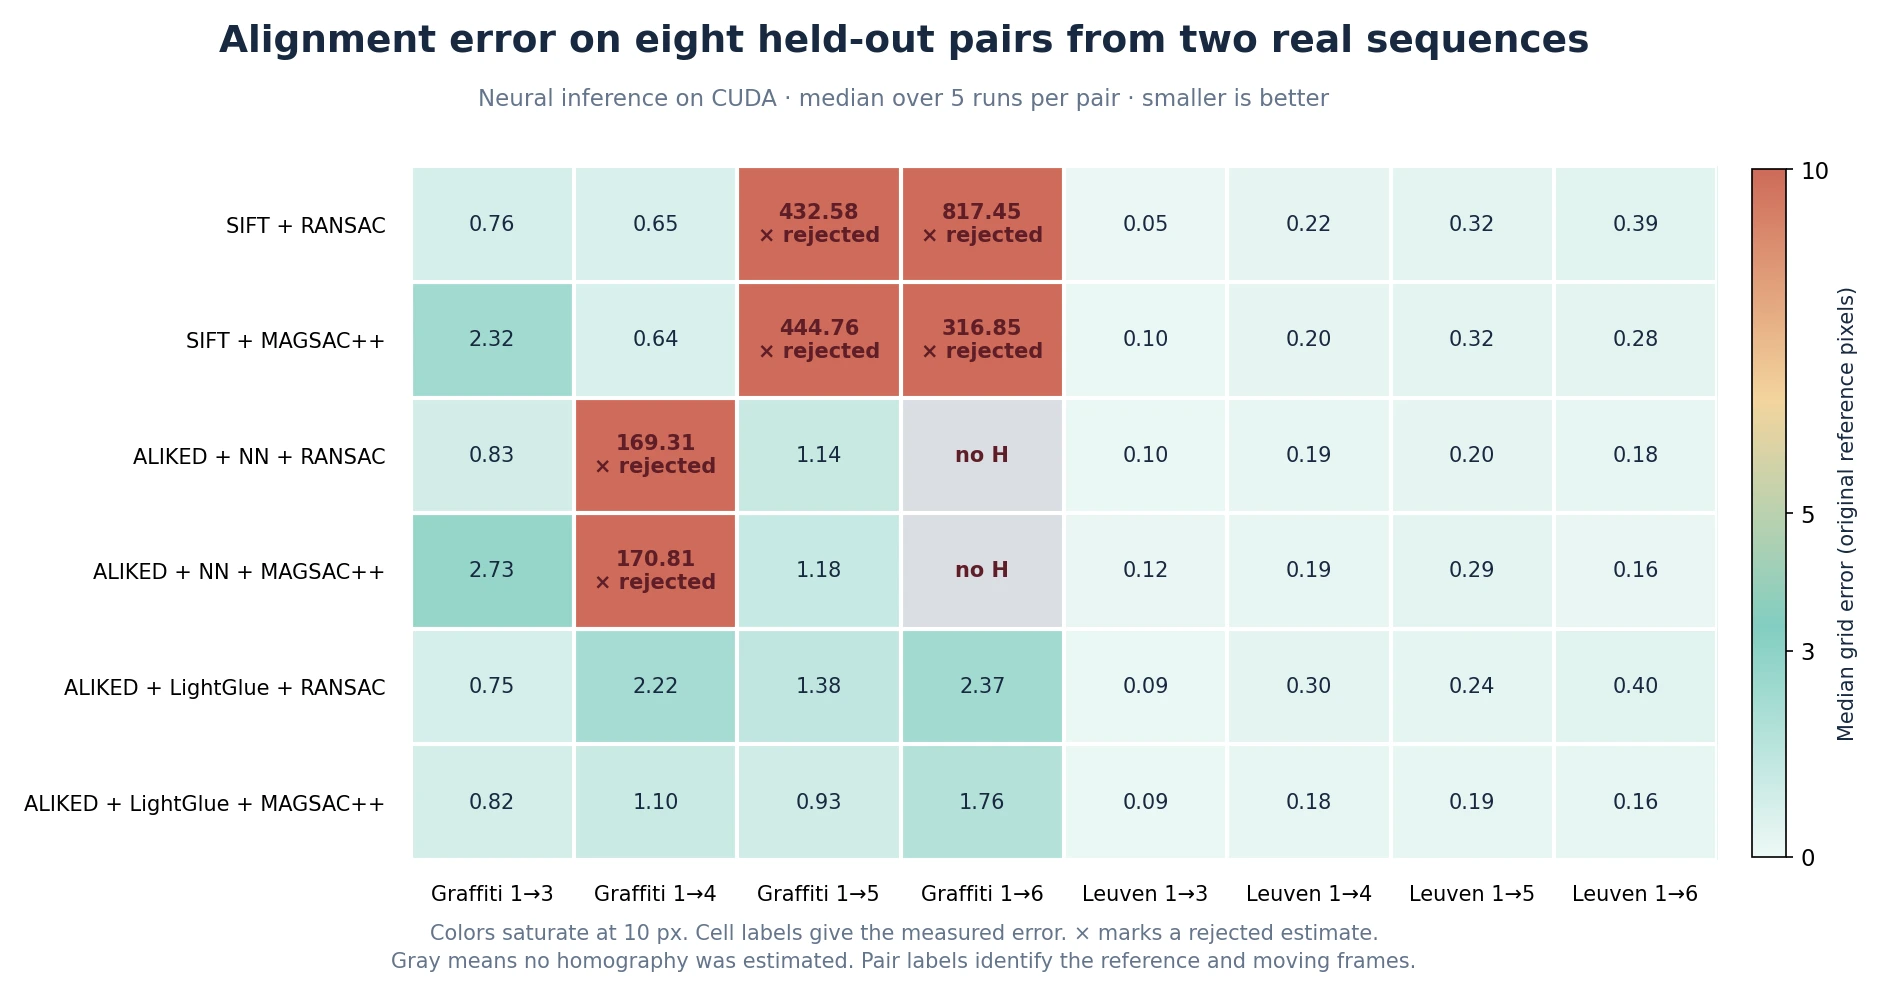 Alignment error on eight held-out pairs from two real sequences
Neural inference on CUDA · median over 5 runs per pair · smaller is better
SIFT + RANSAC 0.76 0.65 432.58 × rejected 817.45 × rejected 0.05 0.22 0.32 0.39
SIFT + MAGSAC++ 2.32 0.64 444.76 × rejected 316.85 × rejected 0.10 0.20 0.32 0.28
ALIKED + NN + RANSAC 0.83 169.31 × rejected 1.14 no H 0.10 0.19 0.20 0.18
ALIKED + NN + MAGSAC++ 2.73 170.81 × rejected 1.18 no H 0.12 0.19 0.29 0.16
ALIKED + LightGlue + RANSAC 0.75 2.22 1.38 2.37 0.09 0.30 0.24 0.40
ALIKED + LightGlue + MAGSAC++ 0.82 1.10 0.93 1.76 0.09 0.18 0.19 0.16
Graffiti 1→3 Graffiti 1→4 Graffiti 1→5 Graffiti 1→6 Leuven 1→3 Leuven 1→4 Leuven 1→5 Leuven 1→6
10
5
3
0
Median grid error (original reference pixels)
Colors saturate at 10 px. Cell labels give the measured error. × marks a rejected estimate.
Gray means no homography was estimated. Pair labels identify the reference and moving frames.